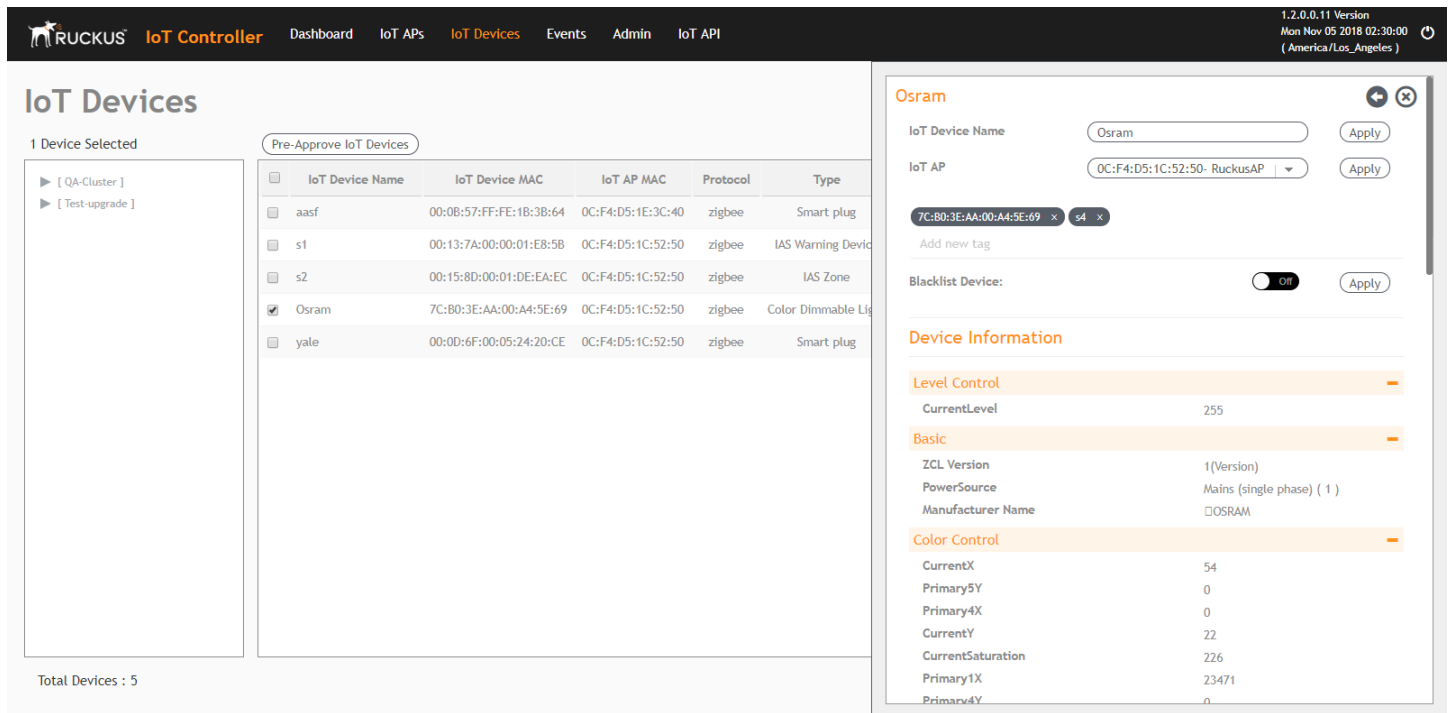 RUCKUS IoT Controller Dashboard IoT APs IoT Devices Events Admin IoT API
1.2.0.0.11 Version
Mon Nov 05 2018 02:30:00
( America/Los_Angeles )
IoT Devices
1 Device Selected
Pre-Approve IoT Devices
[ QA-Cluster ]
[ Test-upgrade ]
IoT Device Name IoT Device MAC IoT AP MAC Protocol Type
aasf 00:0B:57:FF:FE:1B:3B:64 0C:F4:D5:1E:3C:40 zigbee Smart plug
s1 00:13:7A:00:00:01:E8:5B 0C:F4:D5:1C:52:50 zigbee IAS Warning Devic
s2 00:15:8D:00:01:DE:EA:EC 0C:F4:D5:1C:52:50 zigbee IAS Zone
Osram 7C:B0:3E:AA:00:A4:5E:69 0C:F4:D5:1C:52:50 zigbee Color Dimmable Lig
yale 00:0D:6F:00:05:24:20:CE 0C:F4:D5:1C:52:50 zigbee Smart plug
Total Devices : 5
Osram
IoT Device Name Osram Apply
IoT AP 0C:F4:D5:1C:52:50- RuckusAP Apply
7C:B0:3E:AA:00:A4:5E:69 × s4 ×
Add new tag
Blacklist Device: Off Apply
Device Information
Level Control
CurrentLevel 255
Basic
ZCL Version 1(Version)
PowerSource Mains (single phase) ( 1 )
Manufacturer Name □OSRAM
Color Control
CurrentX 54
Primary5Y 0
Primary4X 0
CurrentY 22
CurrentSaturation 226
Primary1X 23471
Primary4Y 0